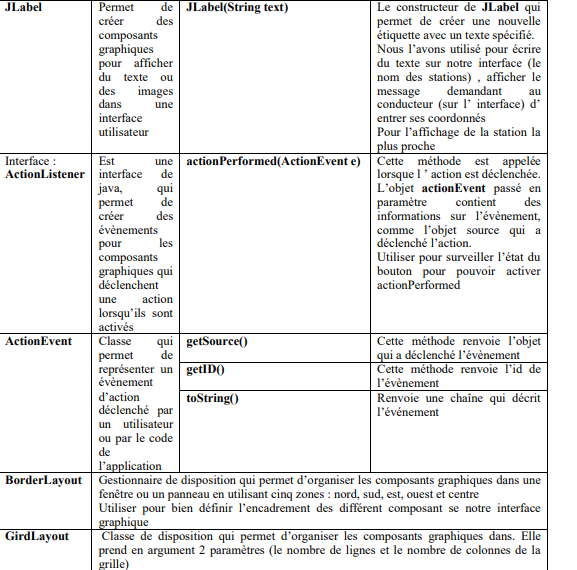 JLabel
Permet de
créer des
composants
graphiques
pour afficher
du texte ou
des images
dans une
interface
utilisateur
JLabel(String text)
Le constructeur de JLabel qui
permet de créer une nouvelle
étiquette avec un texte spécifié.
Nous l'avons utilisé pour écrire
du texte sur notre interface (le
nom des stations) , afficher le
message demandant au
conducteur (sur l' interface) d'
entrer ses coordonnés
Pour l'affichage de la station la
plus proche
Interface :
ActionListener
Est une
interface de
java, qui
permet de
créer des
évènements
pour les
composants
graphiques qui
déclenchent
une action
lorsqu'ils sont
activés
actionPerformed(ActionEvent e)
Cette méthode est appelée
lorsque l ' action est déclenchée.
L'objet actionEvent passé en
paramètre contient des
informations sur l'évènement,
comme l'objet source qui a
déclenché l'action.
Utiliser pour surveiller l'état du
bouton pour pouvoir activer
actionPerformed
ActionEvent
Classe qui
permet de
représenter un
évènement
d'action
déclenché par
un utilisateur
ou par le code
de
l'application
getSource()
Cette méthode renvoie l'objet
qui a déclenché l'évènement
getID()
Cette méthode renvoie l'id de
l'évènement
toString()
Renvoie une chaîne qui décrit
l'événement
BorderLayout
Gestionnaire de disposition qui permet d'organiser les composants graphiques dans une
fenêtre ou un panneau en utilisant cinq zones : nord, sud, est, ouest et centre
Utiliser pour bien définir l'encadrement des différent composant se notre interface
graphique
GirdLayout
Classe de disposition qui permet d'organiser les composants graphiques dans. Elle
prend en argument 2 paramètres (le nombre de lignes et le nombre de colonnes de la
grille)